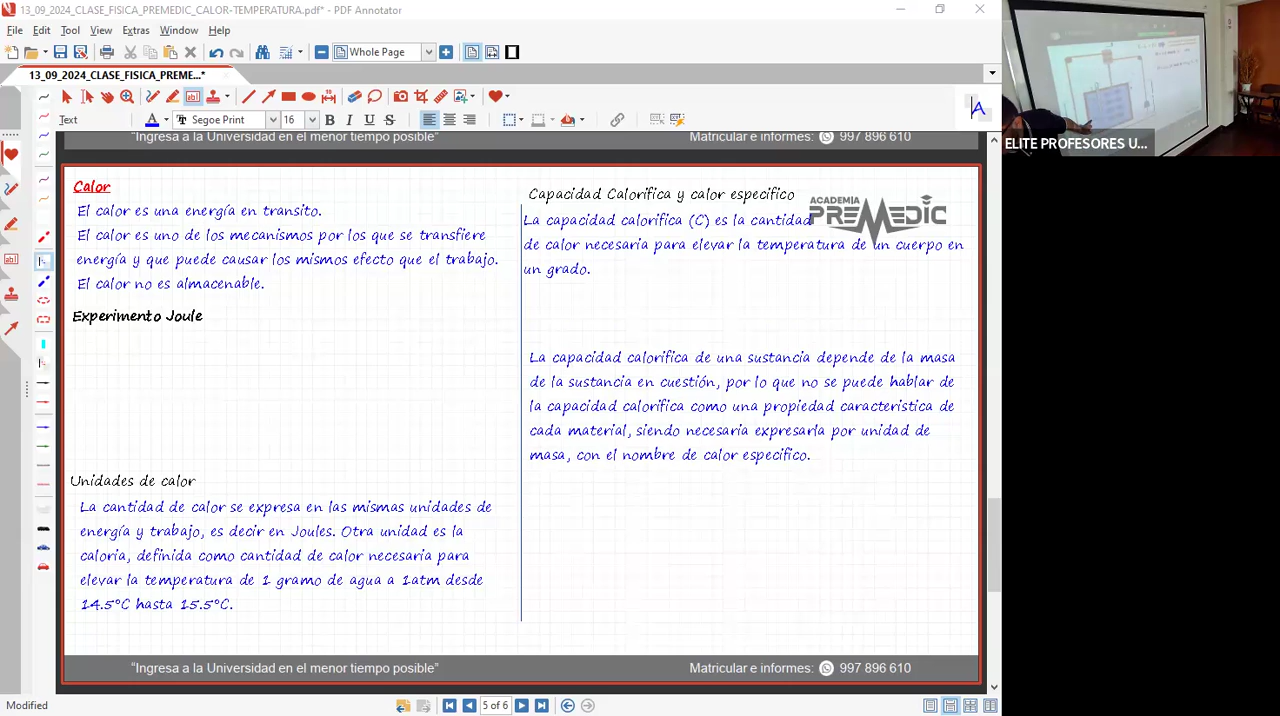 13_09_2024_CLASE_FISICA_PREMEDIC_CALOR-TEMPERATURA.pdf* - PDF Annotator
File Edit Tool View Extras Window Help
Whole Page
13_09_2024_CLASE_FISICA_PREME...*
Text
A
Segoe Print
16
B I U
A
"Ingresa a la Universidad en el menor tiempo posible"
Matricular e informes: 997 896 610
Calor
El calor es una energía en transito.
El calor es uno de los mecanismos por los que se transfiere
energía y que puede causar los mismos efecto que el trabajo.
El calor no es almacenable.
Experimento Joule
Unidades de calor
La cantidad de calor se expresa en las mismas unidades de
energía y trabajo, es decir en Joules. Otra unidad es la
caloria, definida como cantidad de calor necesaria para
elevar la temperatura de 1 gramo de agua a 1atm desde
14.5°C hasta 15.5°C.
Capacidad Calorifica y calor especifico
La capacidad calorifica (C) es la cantidad
de calor necesaria para elevar la temperatura de un cuerpo en
un grado.
ACADEMIA
PREMEDIC
La capacidad calorifica de una sustancia depende de la masa
de la sustancia en cuestión, por lo que no se puede hablar de
la capacidad calorifica como una propiedad caracteristica de
cada material, siendo necesaria expresarla por unidad de
masa, con el nombre de calor especifico.
"Ingresa a la Universidad en el menor tiempo posible"
Matricular e informes: 997 896 610
Modified
5 of 6
ELITE PROFESORES U...